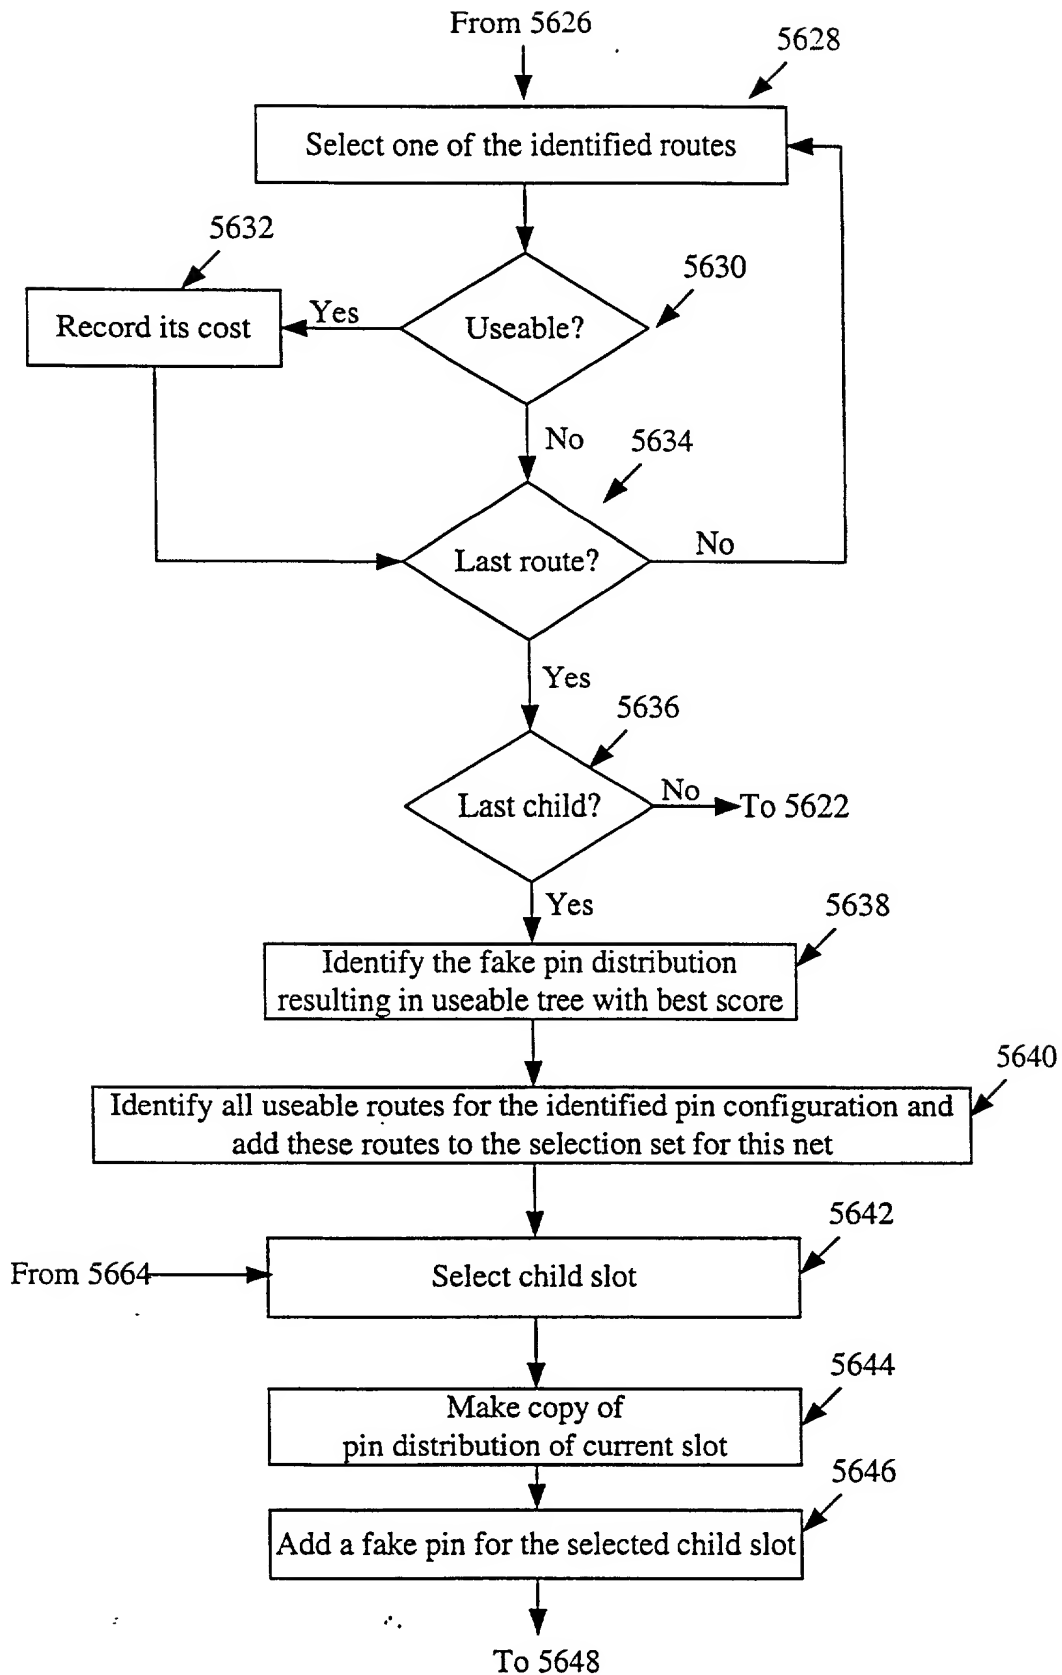 From 5626
5628
Select one of the identified routes
5632
5630
Record its cost
Yes
Useable?
No
5634
Last route?
No
Yes
5636
Last child?
No
To 5622
Yes
5638
Identify the fake pin distribution
resulting in useable tree with best score
5640
Identify all useable routes for the identified pin configuration and
add these routes to the selection set for this net
5642
From 5664
Select child slot
5644
Make copy of
pin distribution of current slot
5646
Add a fake pin for the selected child slot
To 5648